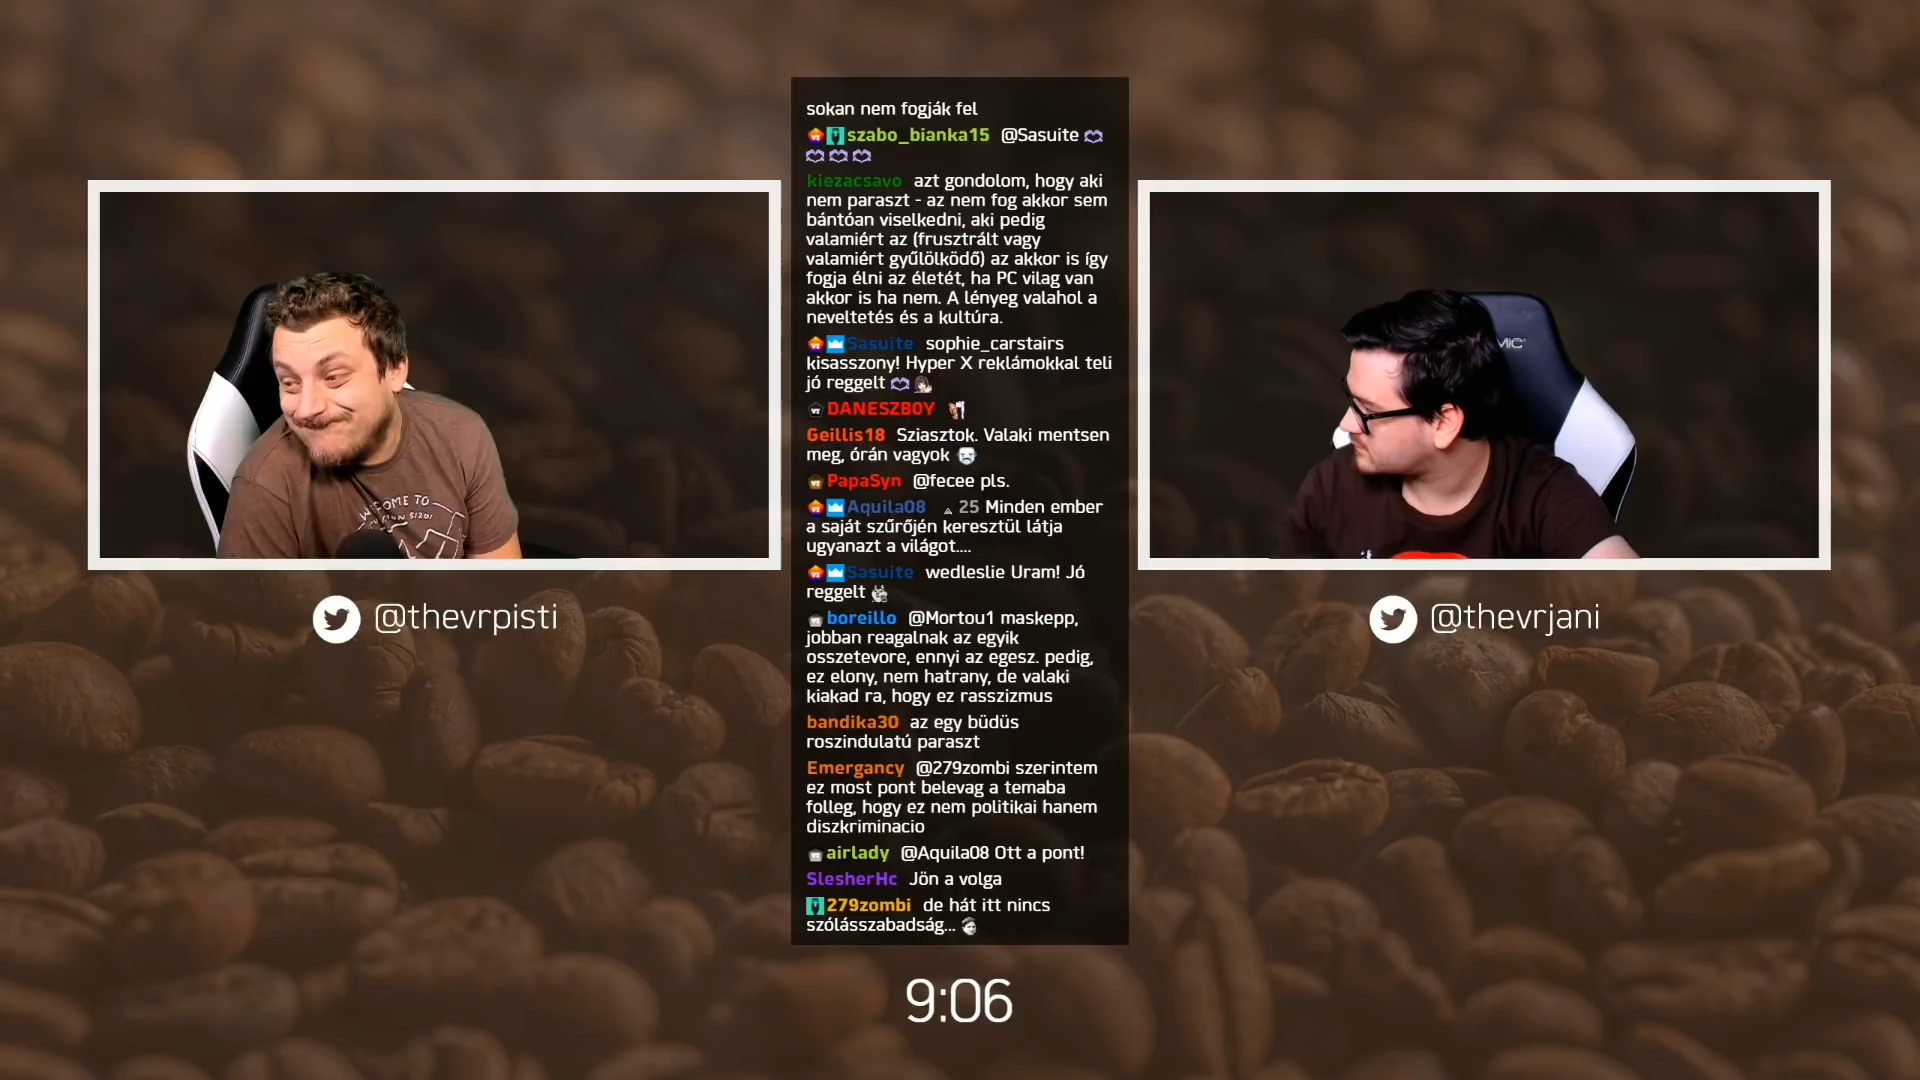 sokan nem fogják fel
szabo_bianka15 @Sasuite
kiezacsavo azt gondolom, hogy aki
nem paraszt - az nem fog akkor sem
bántóan viselkedni, aki pedig
valamiért az (frusztrált vagy
valamiért gyűlölködő) az akkor is így
fogja élni az életét, ha PC vilag van
akkor is ha nem. A lényeg valahol a
neveltetés és a kultúra.
Sasuite sophie_carstairs
kisasszony! Hyper X reklámokkal teli
jó reggelt
DANESZBOY
Geillis18 Sziasztok. Valaki mentsen
meg, órán vagyok
PapaSyn @fecee pls.
Aquila08 25 Minden ember
a saját szűrőjén keresztül látja
ugyanazt a világot....
Sasuite wedleslie Uram! Jó
reggelt
boreillo @Mortou1 maskepp,
jobban reagalnak az egyik
osszetevore, ennyi az egesz. pedig,
ez elony, nem hatrany, de valaki
kiakad ra, hogy ez rasszizmus
bandika30 az egy büdüs
roszindulatú paraszt
Emergancy @279zombi szerintem
ez most pont belevag a temaba
folleg, hogy ez nem politikai hanem
diszkriminacio
airlady @Aquila08 Ott a pont!
SlesherHc Jön a volga
279zombi de hát itt nincs
szólásszabadság...
WELCOME TO
@thevrpisti
@thevrjani
9:06